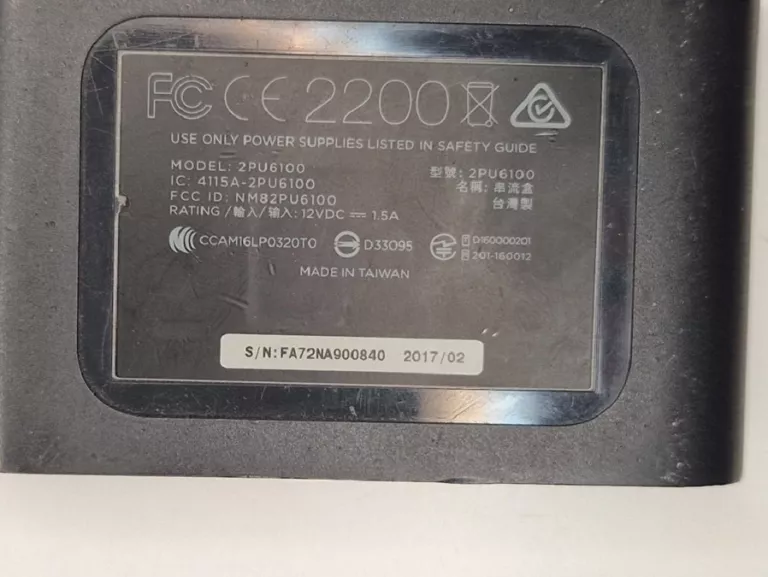 FC CE 2200
USE ONLY POWER SUPPLIES LISTED IN SAFETY GUIDE
MODEL: 2PU6100
IC: 4115A-2PU6100
FCC ID: NM82PU6100
RATING /輸入/输入: 12VDC ⎓ 1.5A
型號: 2PU6100
名稱: 串流盒
台灣製
CCAM16LP0320T0
D33095
R D160000201
T 201-160012
MADE IN TAIWAN
S/N: FA72NA900840 2017/02